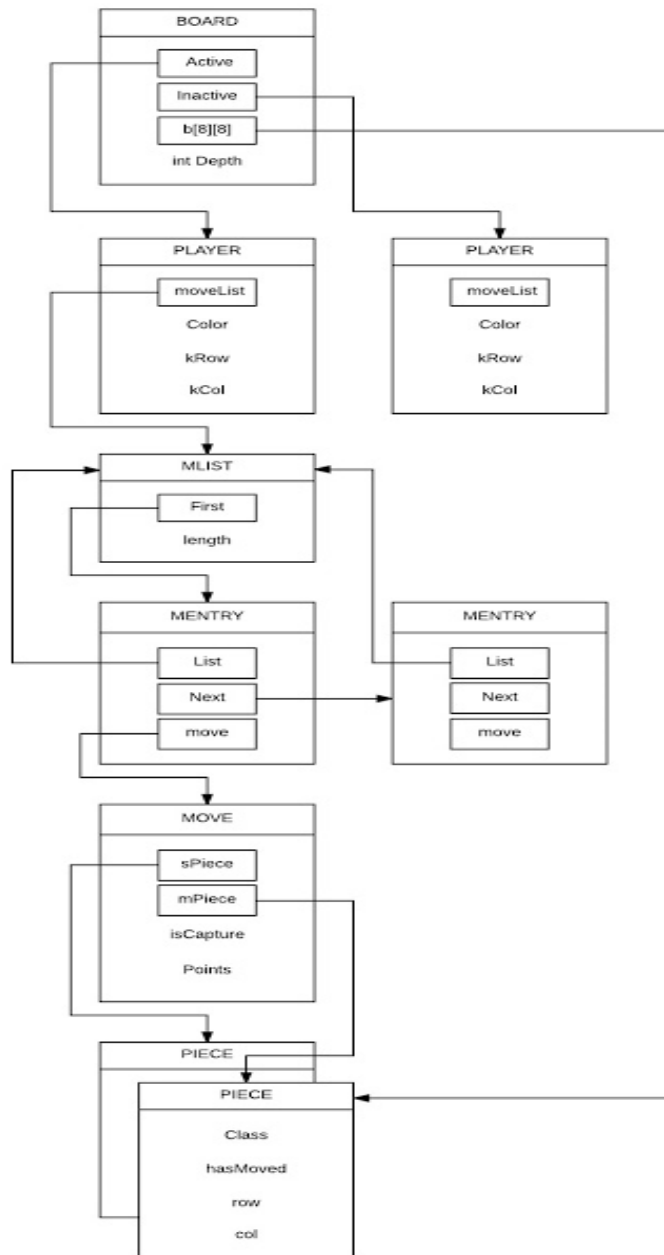 BOARD
Active
Inactive
b[8][8]
int Depth
PLAYER
moveList
Color
kRow
kCol
PLAYER
moveList
Color
kRow
kCol
MLIST
First
length
MENTRY
List
Next
move
MENTRY
List
Next
move
MOVE
sPiece
mPiece
isCapture
Points
PIECE
PIECE
Class
hasMoved
row
col